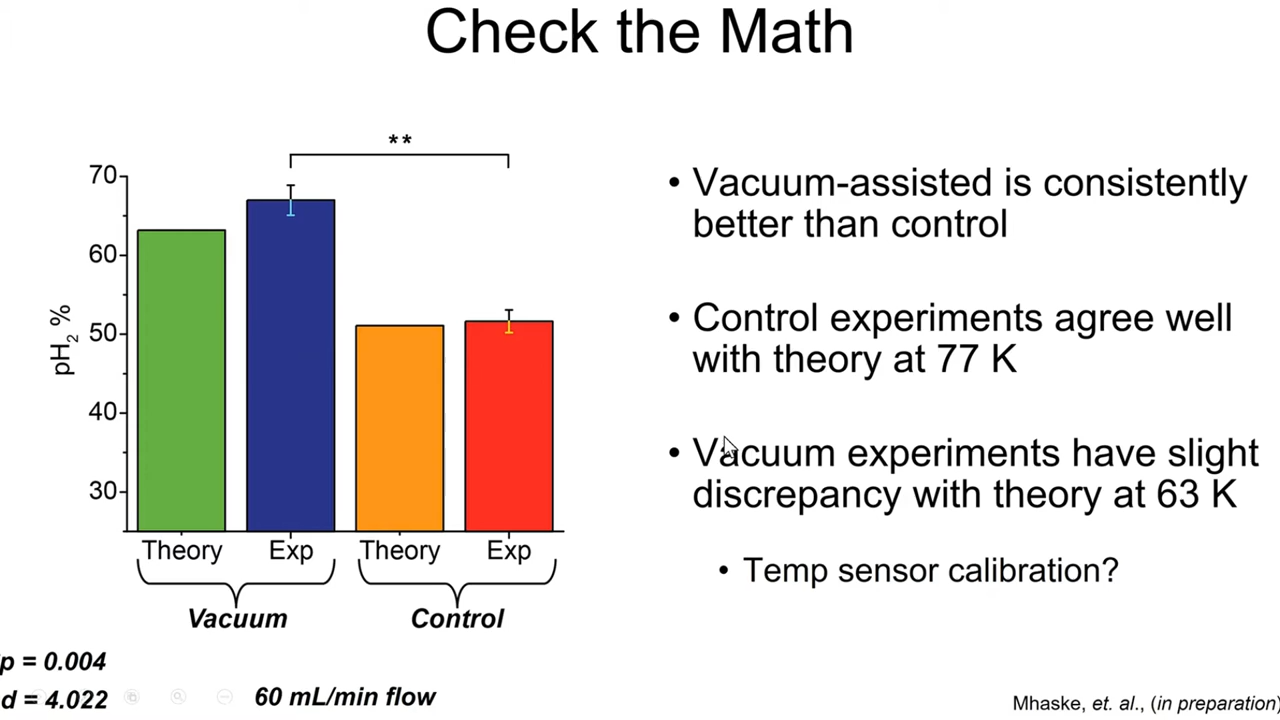 Check the Math
**
70
60
50
40
30
pH2 %
Theory Exp Theory Exp
Vacuum Control
p = 0.004
d = 4.022
60 mL/min flow
• Vacuum-assisted is consistently
better than control
• Control experiments agree well
with theory at 77 K
• Vacuum experiments have slight
discrepancy with theory at 63 K
• Temp sensor calibration?
Mhaske, et. al., (in preparation)